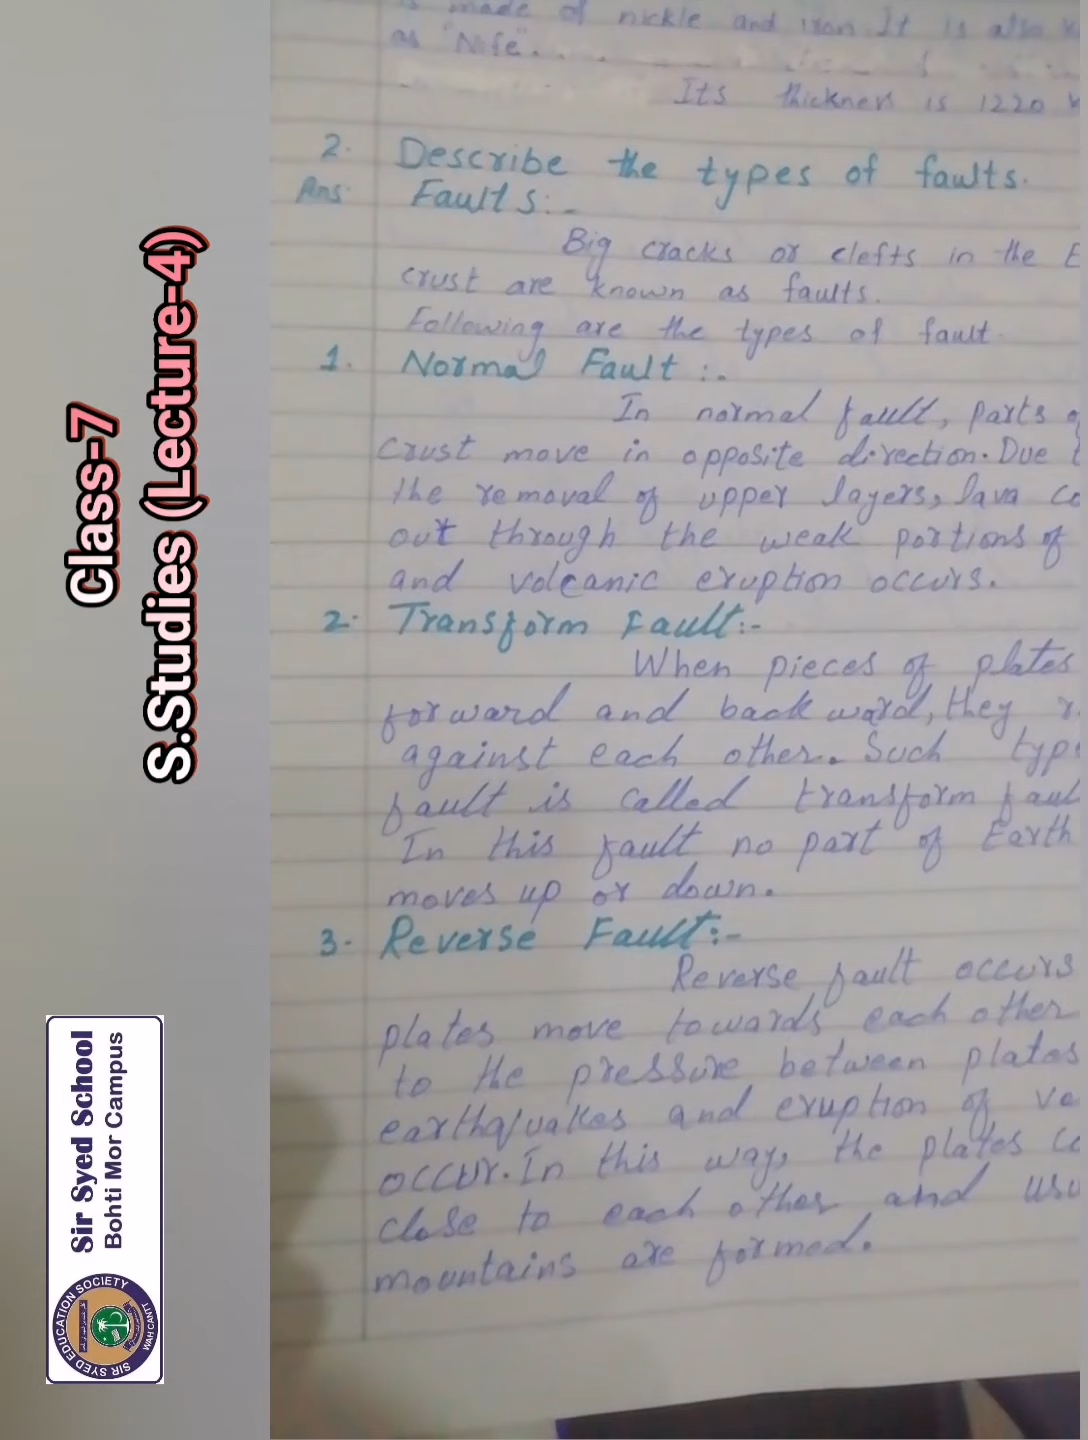 Class-7
S.Studies (Lecture-4)
Sir Syed School
Bohti Mor Campus
SIR SYED EDUCATION SOCIETY
WAH CANTT
is made of nickle and iron. It is also
as "Nife".
Its thickness is 1220
2. Describe the types of faults.
Ans: Faults:-
Big cracks or clefts in the E
crust are known as faults.
Following are the types of fault.
1. Normal Fault :-
In normal fault, parts
crust move in opposite direction. Due
the removal of upper layers, lava co
out through the weak portions of
and volcanic eruption occurs.
2. Transform Fault:-
When pieces of plates
forward and backward, they
against each other. Such typ
fault is called transform faul
In this fault no part of Earth
moves up or down.
3. Reverse Fault:-
Reverse fault occurs
plates move towards each other
to the pressure between plates
earthquakes and eruption of vo
occur. In this way, the plates co
close to each other and usu
mountains are formed.